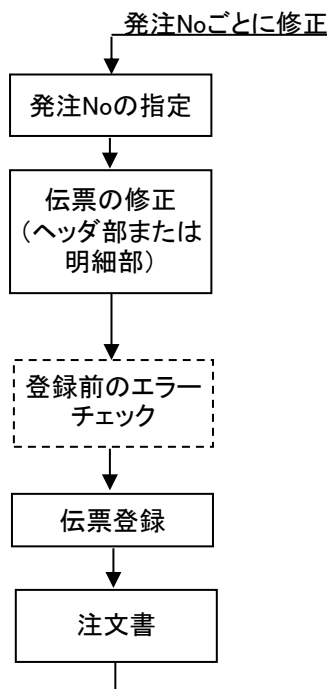 発注Noごとに修正
発注Noの指定
伝票の修正
（ヘッダ部または
明細部）
登録前のエラー
チェック
伝票登録
注文書